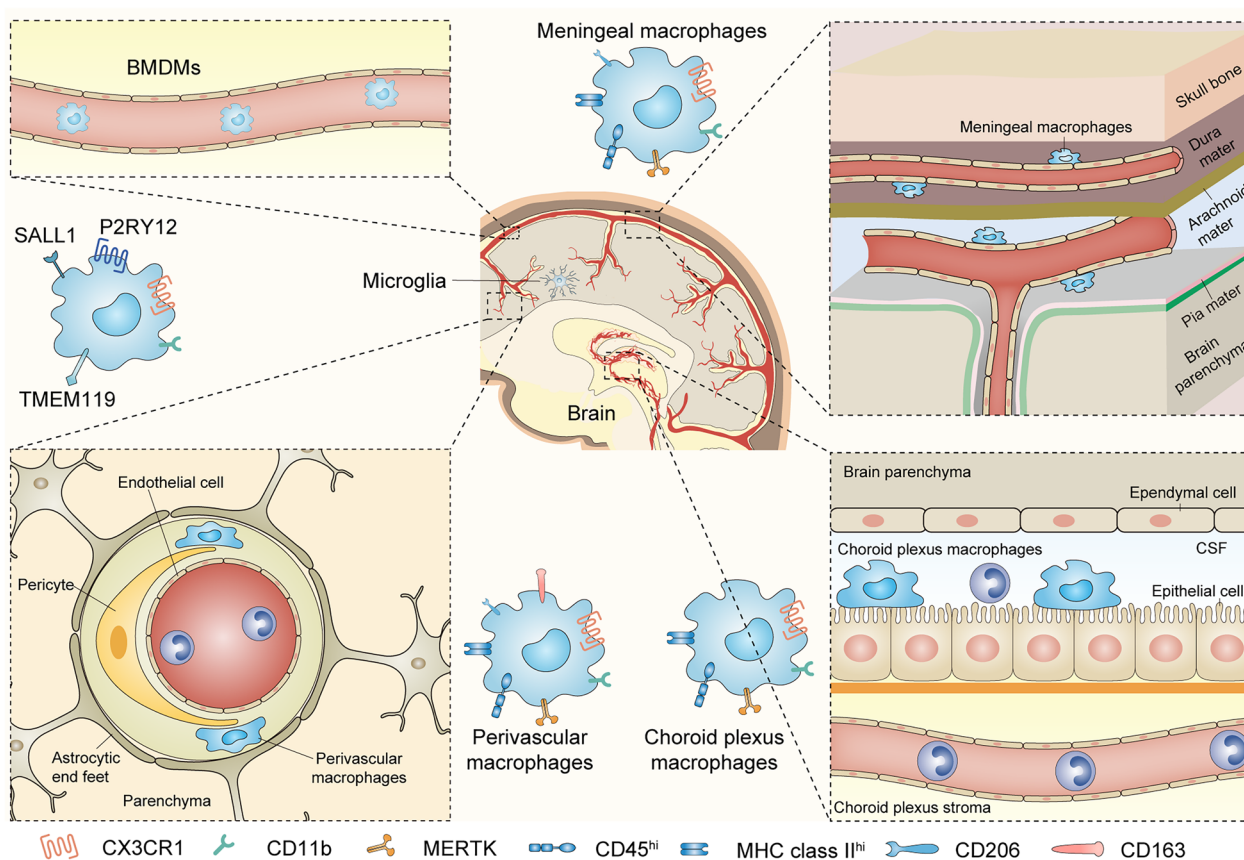 BMDMs
Meningeal macrophages
Meningeal macrophages
Skull bone
Dura
mater
Arachnoid
mater
Pia mater
Brain
parenchyma
SALL1
P2RY12
TMEM119
Microglia
Brain
Endothelial cell
Pericyte
Astrocytic
end feet
Perivascular
macrophages
Parenchyma
Perivascular
macrophages
Choroid plexus
macrophages
Brain parenchyma
Ependymal cell
Choroid plexus macrophages
CSF
Epithelial cell
Choroid plexus stroma
CX3CR1 CD11b MERTK CD45hi MHC class IIhi CD206 CD163